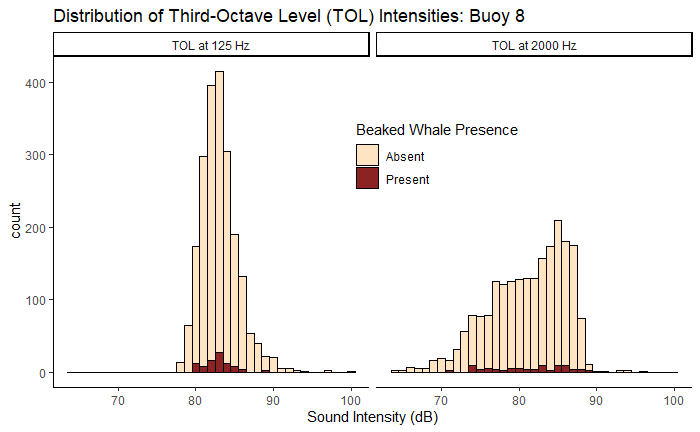 Distribution of Third-Octave Level (TOL) Intensities: Buoy 8
TOL at 125 Hz
TOL at 2000 Hz
400
300
200
100
0
count
Beaked Whale Presence
Absent
Present
70 80 90 100
70 80 90 100
Sound Intensity (dB)